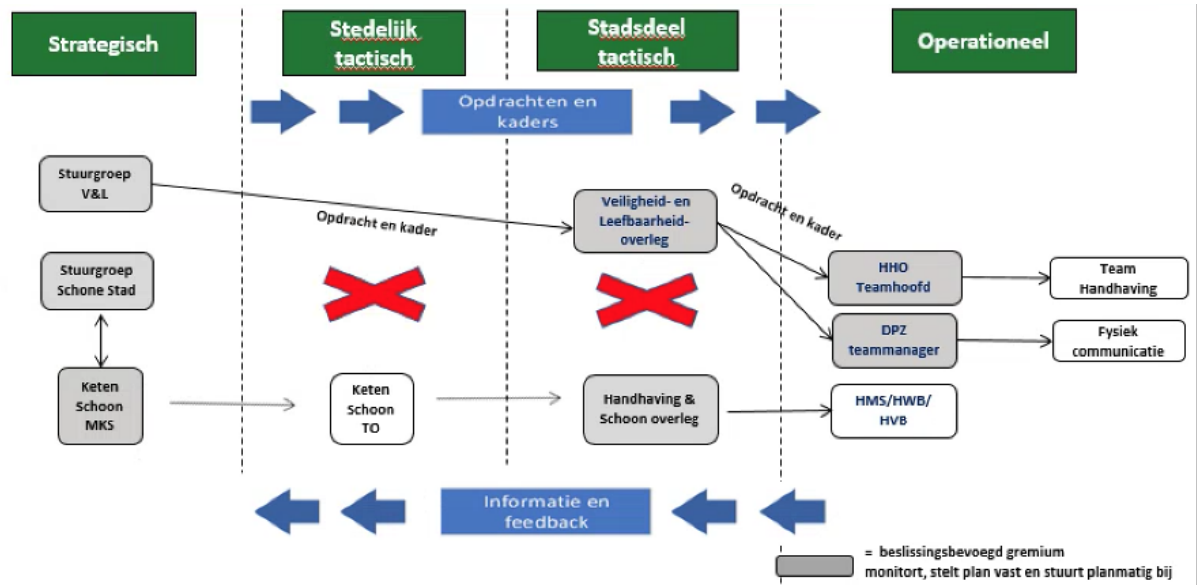 Strategisch
Stedelijk
tactisch
Stadsdeel
tactisch
Operationeel
Opdrachten en
kaders
Stuurgroep
V&L
Opdracht en kader
Veiligheid- en
Leefbaarheid-
overleg
Opdracht en kader
Stuurgroep
Schone Stad
HHO
Teamhoofd
Team
Handhaving
DPZ
teammanager
Fysiek
communicatie
Keten
Schoon
MKS
Keten
Schoon
TO
Handhaving &
Schoon overleg
HMS/HWB/
HVB
Informatie en
feedback
= beslissingsbevoegd gremium
monitort, stelt plan vast en stuurt planmatig bij